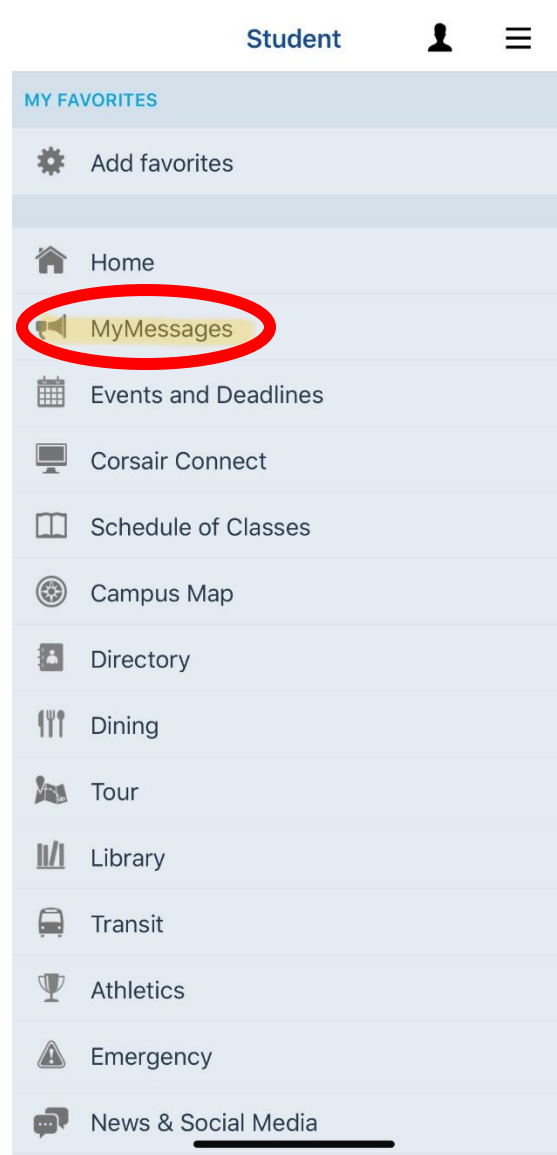 Student
MY FAVORITES
Add favorites
Home
MyMessages
Events and Deadlines
Corsair Connect
Schedule of Classes
Campus Map
Directory
Dining
Tour
Library
Transit
Athletics
Emergency
News & Social Media